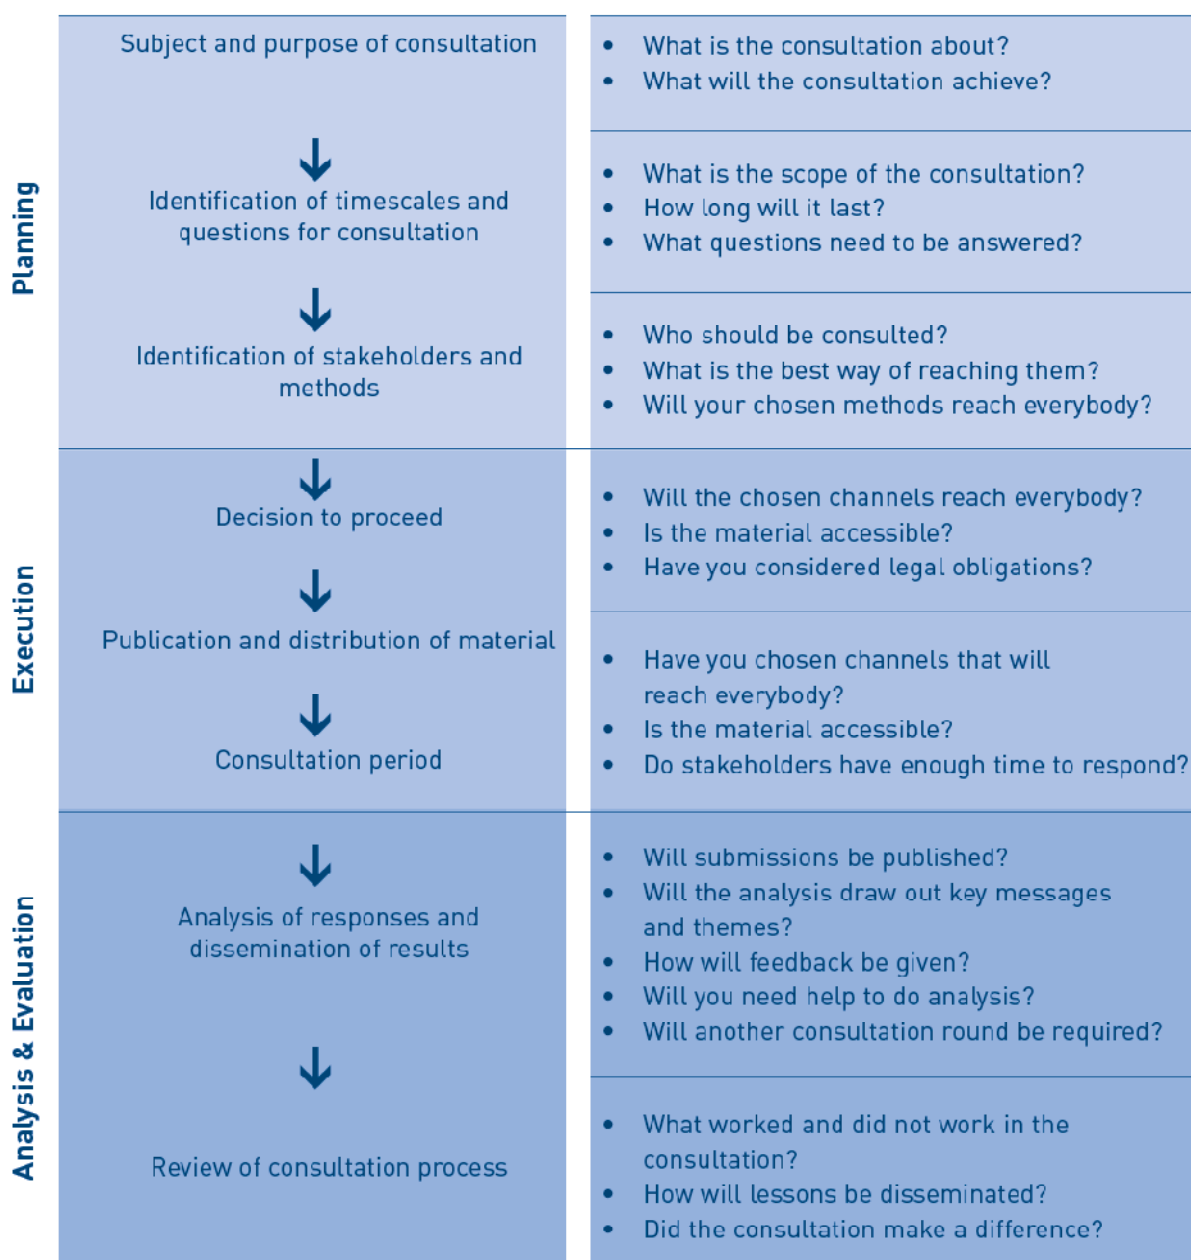 Planning
Subject and purpose of consultation
• What is the consultation about?
• What will the consultation achieve?
Identification of timescales and
questions for consultation
• What is the scope of the consultation?
• How long will it last?
• What questions need to be answered?
Identification of stakeholders and
methods
• Who should be consulted?
• What is the best way of reaching them?
• Will your chosen methods reach everybody?
Execution
Decision to proceed
• Will the chosen channels reach everybody?
• Is the material accessible?
• Have you considered legal obligations?
Publication and distribution of material
Consultation period
• Have you chosen channels that will
reach everybody?
• Is the material accessible?
• Do stakeholders have enough time to respond?
Analysis & Evaluation
Analysis of responses and
dissemination of results
• Will submissions be published?
• Will the analysis draw out key messages
and themes?
• How will feedback be given?
• Will you need help to do analysis?
• Will another consultation round be required?
Review of consultation process
• What worked and did not work in the
consultation?
• How will lessons be disseminated?
• Did the consultation make a difference?